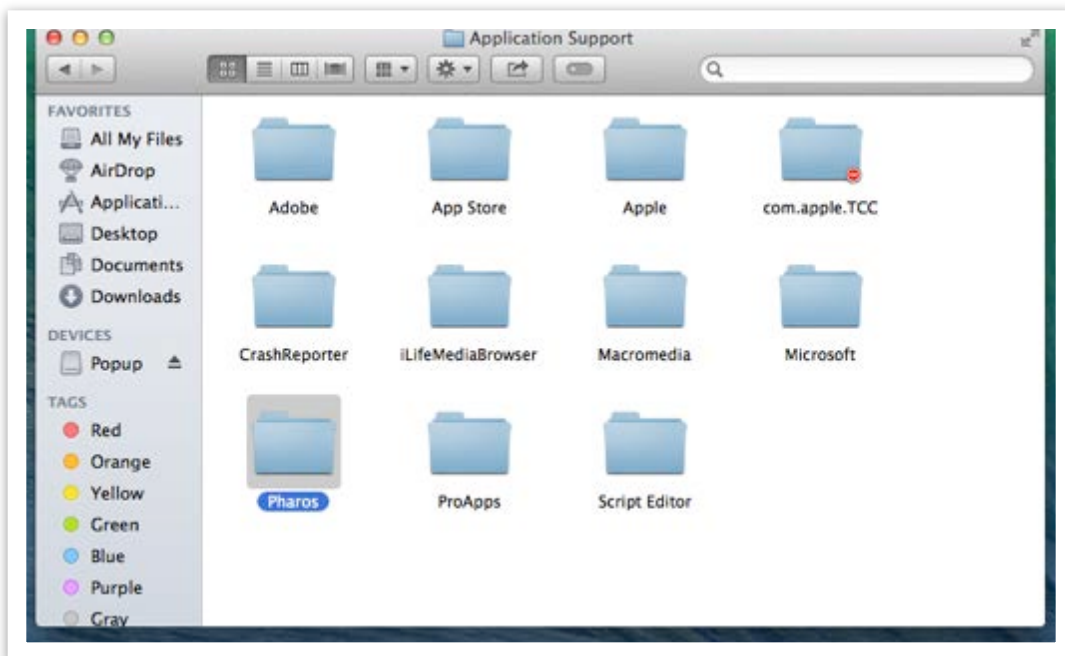 Application Support
FAVORITES
All My Files
AirDrop
Applicati...
Desktop
Documents
Downloads
DEVICES
Popup
TAGS
Red
Orange
Yellow
Green
Blue
Purple
Gray
Adobe
App Store
Apple
com.apple.TCC
CrashReporter
iLifeMediaBrowser
Macromedia
Microsoft
Pharos
ProApps
Script Editor